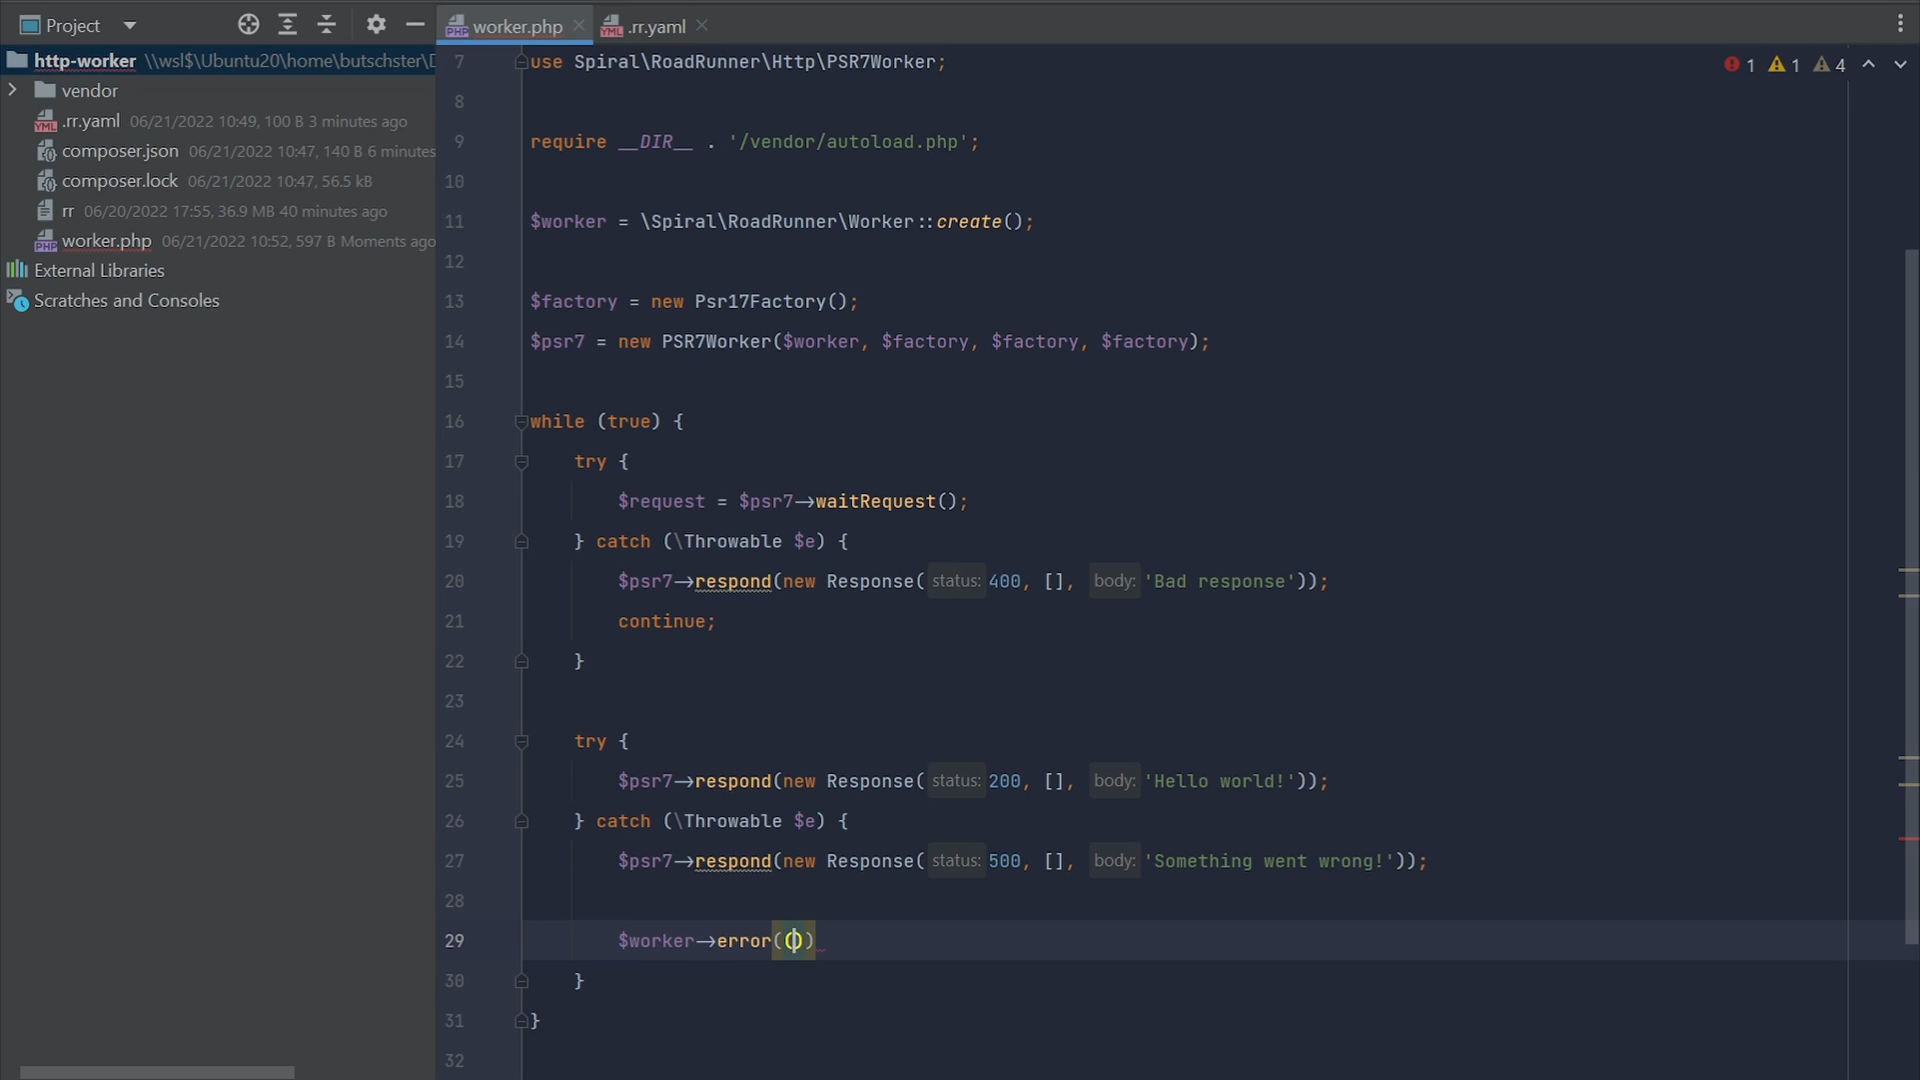 Project
worker.php
.rr.yaml
http-worker \\wsl$\Ubuntu20\home\butschster\D
vendor
.rr.yaml 06/21/2022 10:49, 100 B 3 minutes ago
composer.json 06/21/2022 10:47, 140 B 6 minutes
composer.lock 06/21/2022 10:47, 56.5 kB
rr 06/20/2022 17:55, 36.9 MB 40 minutes ago
worker.php 06/21/2022 10:52, 597 B Moments ago
External Libraries
Scratches and Consoles
1 1 4
7 use Spiral\RoadRunner\Http\PSR7Worker;
8
9 require __DIR__ . '/vendor/autoload.php';
10
11 $worker = \Spiral\RoadRunner\Worker::create();
12
13 $factory = new Psr17Factory();
14 $psr7 = new PSR7Worker($worker, $factory, $factory, $factory);
15
16 while (true) {
17 try {
18 $request = $psr7->waitRequest();
19 } catch (\Throwable $e) {
20 $psr7->respond(new Response( status: 400, [], body: 'Bad response'));
21 continue;
22 }
23
24 try {
25 $psr7->respond(new Response( status: 200, [], body: 'Hello world!'));
26 } catch (\Throwable $e) {
27 $psr7->respond(new Response( status: 500, [], body: 'Something went wrong!'));
28
29 $worker->error(())
30 }
31 }
32